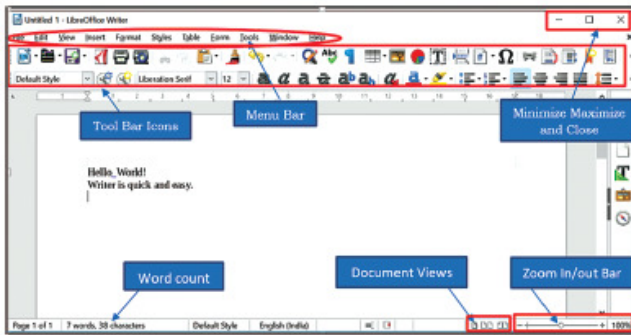 Untitled 1 - LibreOffice Writer
File Edit View Insert Format Styles Table Form Tools Window Help
Default Style Liberation Serif 12
Tool Bar Icons
Menu Bar
Minimize Maximize
and Close
Hello_World!
Writer is quick and easy.
Word count
Document Views
Zoom In/out Bar
Page 1 of 1 7 words, 38 characters Default Style English (India) 100%